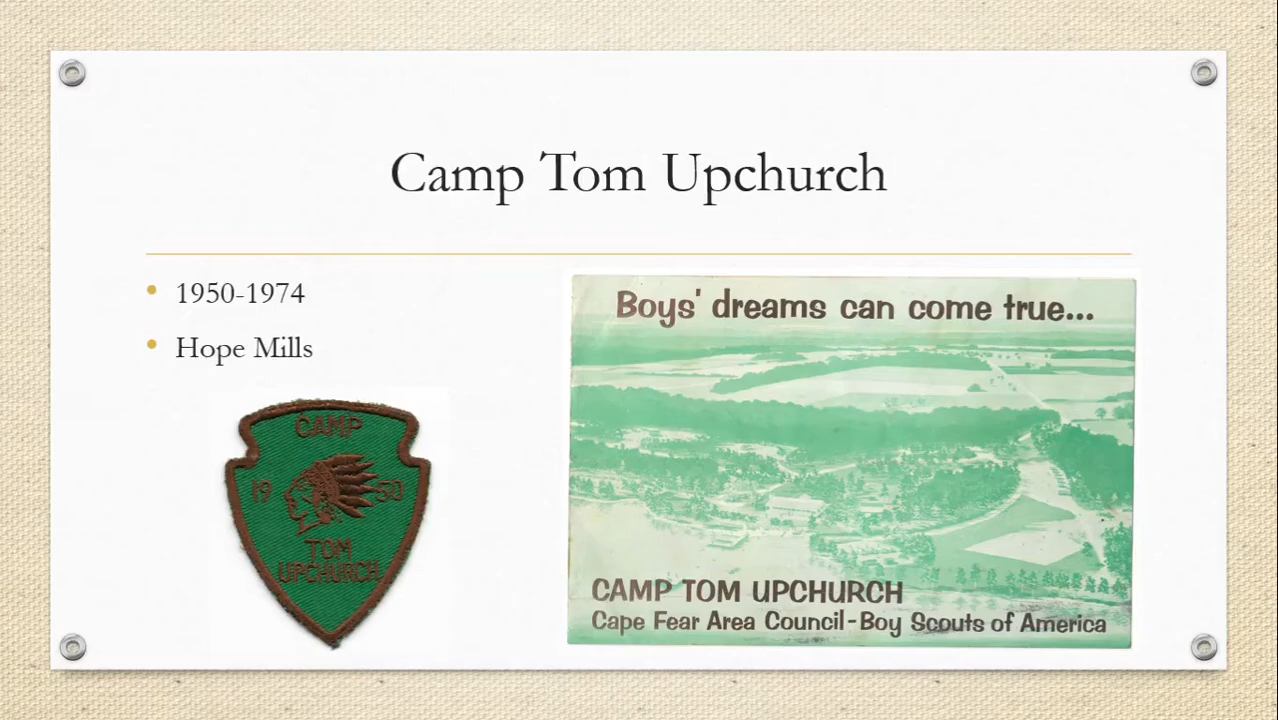 Camp Tom Upchurch
1950-1974
Hope Mills
CAMP
19 50
TOM
UPCHURCH
Boys' dreams can come true...
CAMP TOM UPCHURCH
Cape Fear Area Council-Boy Scouts of America